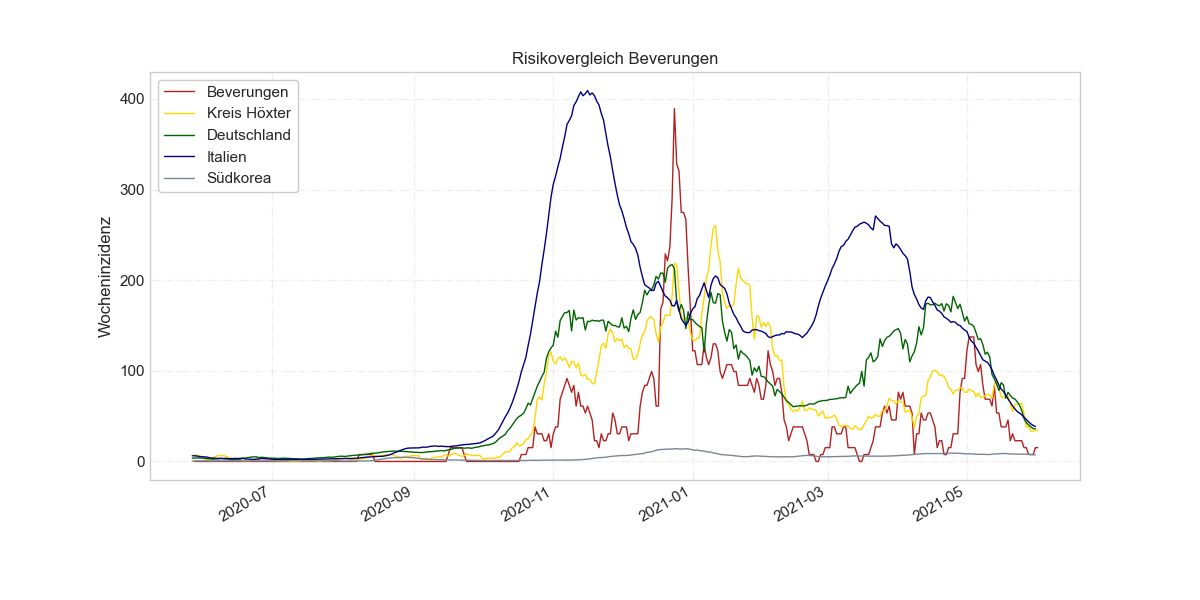 Risikovergleich Beverungen
Beverungen
Kreis Höxter
Deutschland
Italien
Südkorea
Wocheninzidenz
400
300
200
100
0
2020-07
2020-09
2020-11
2021-01
2021-03
2021-05